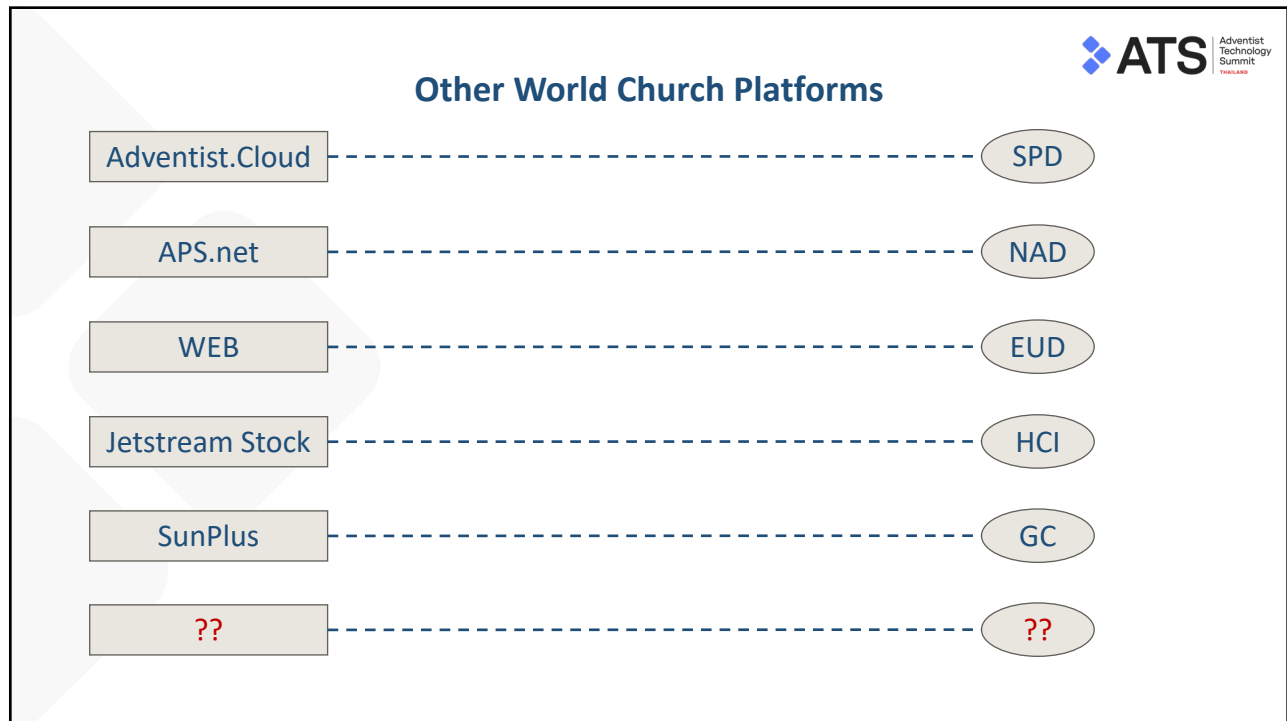 ATS
Adventist
Technology
Summit
THAILAND
Other World Church Platforms
Adventist.Cloud
SPD
APS.net
NAD
WEB
EUD
Jetstream Stock
HCI
SunPlus
GC
??
??